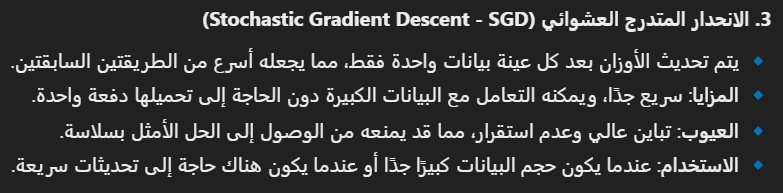 3. الانحدار المتدرج العشوائي (Stochastic Gradient Descent - SGD)
يتم تحديث الأوزان بعد كل عينة بيانات واحدة فقط، مما يجعله أسرع من الطريقتين السابقتين.
المزايا: سريع جدًا، ويمكنه التعامل مع البيانات الكبيرة دون الحاجة إلى تحميلها دفعة واحدة.
العيوب: تباين عالي وعدم استقرار، مما قد يمنعه من الوصول إلى الحل الأمثل بسلاسة.
الاستخدام: عندما يكون حجم البيانات كبيرًا جدًا أو عندما يكون هناك حاجة إلى تحديثات سريعة.